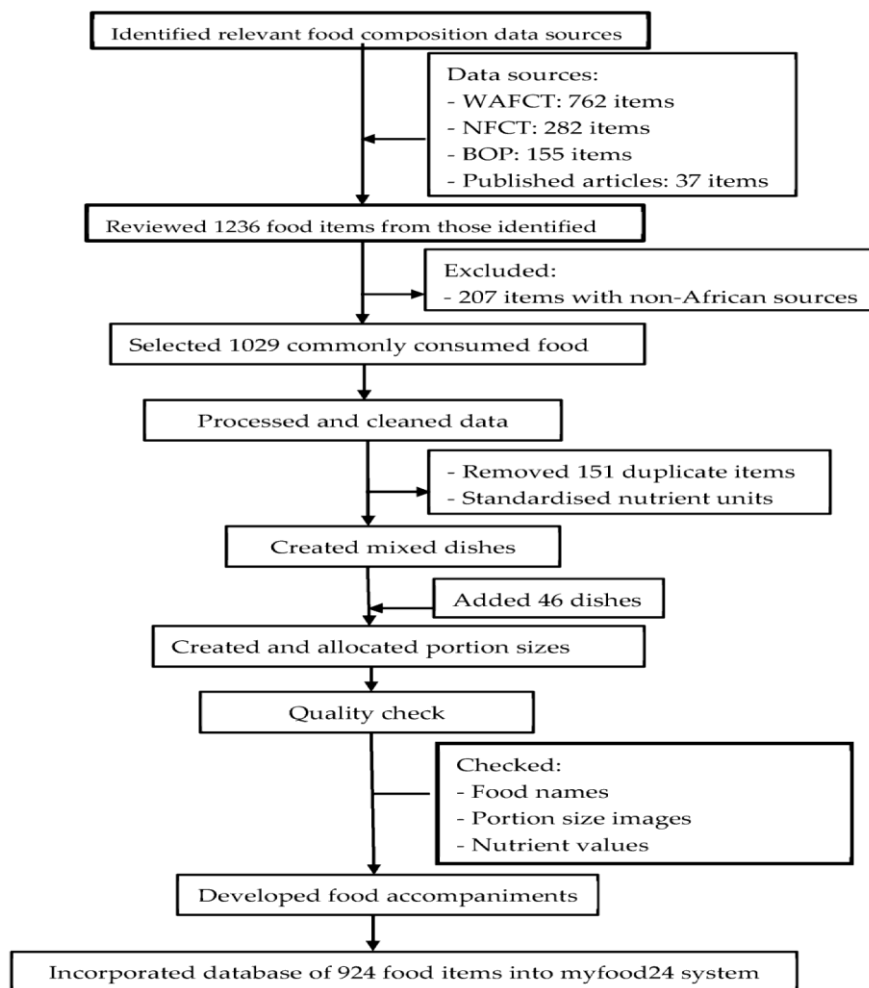 Identified relevant food composition data sources
Data sources:
- WAFCT: 762 items
- NFCT: 282 items
- BOP: 155 items
- Published articles: 37 items
Reviewed 1236 food items from those identified
Excluded:
- 207 items with non-African sources
Selected 1029 commonly consumed food
Processed and cleaned data
- Removed 151 duplicate items
- Standardised nutrient units
Created mixed dishes
Added 46 dishes
Created and allocated portion sizes
Quality check
Checked:
- Food names
- Portion size images
- Nutrient values
Developed food accompaniments
Incorporated database of 924 food items into myfood24 system